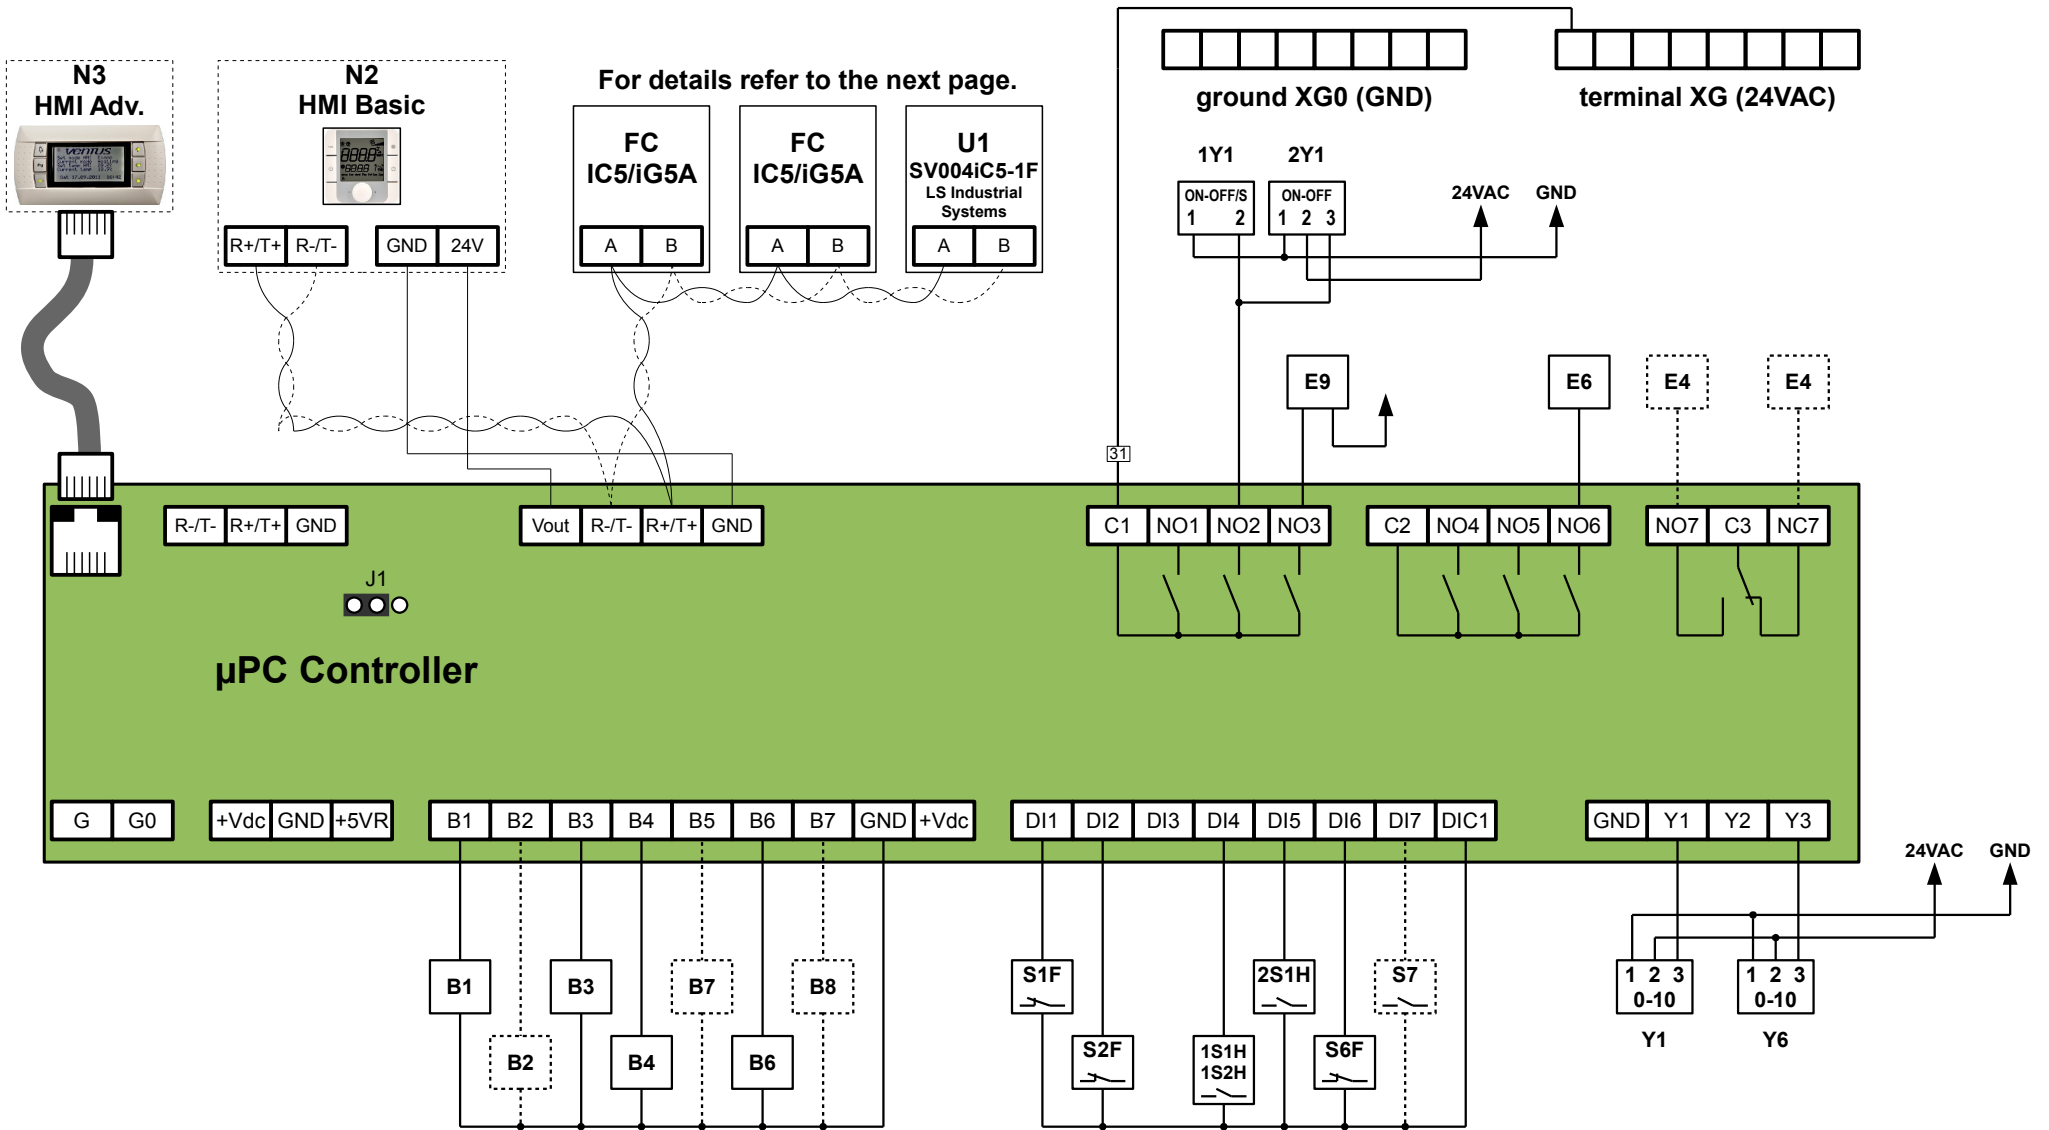 N3
HMI Adv.
ventus
N2
HMI Basic
R+/T+ R-/T- GND 24V
For details refer to the next page.
FC
IC5/iG5A
A B
FC
IC5/iG5A
A B
U1
SV004iC5-1F
LS Industrial
Systems
A B
ground XG0 (GND)
terminal XG (24VAC)
1Y1
ON-OFF/S
1 2
2Y1
ON-OFF
1 2 3
24VAC GND
E9
E6
E4
E4
31
R-/T- R+/T+ GND
Vout R-/T- R+/T+ GND
C1 NO1 NO2 NO3
C2 NO4 NO5 NO6
NO7 C3 NC7
J1
µPC Controller
G G0
+Vdc GND +5VR
B1 B2 B3 B4 B5 B6 B7 GND +Vdc
DI1 DI2 DI3 DI4 DI5 DI6 DI7 DIC1
GND Y1 Y2 Y3
24VAC GND
B1
B3
B7
B8
B2
B4
B6
S1F
2S1H
S7
S2F
1S1H
1S2H
S6F
1 2 3
0-10
Y1
1 2 3
0-10
Y6